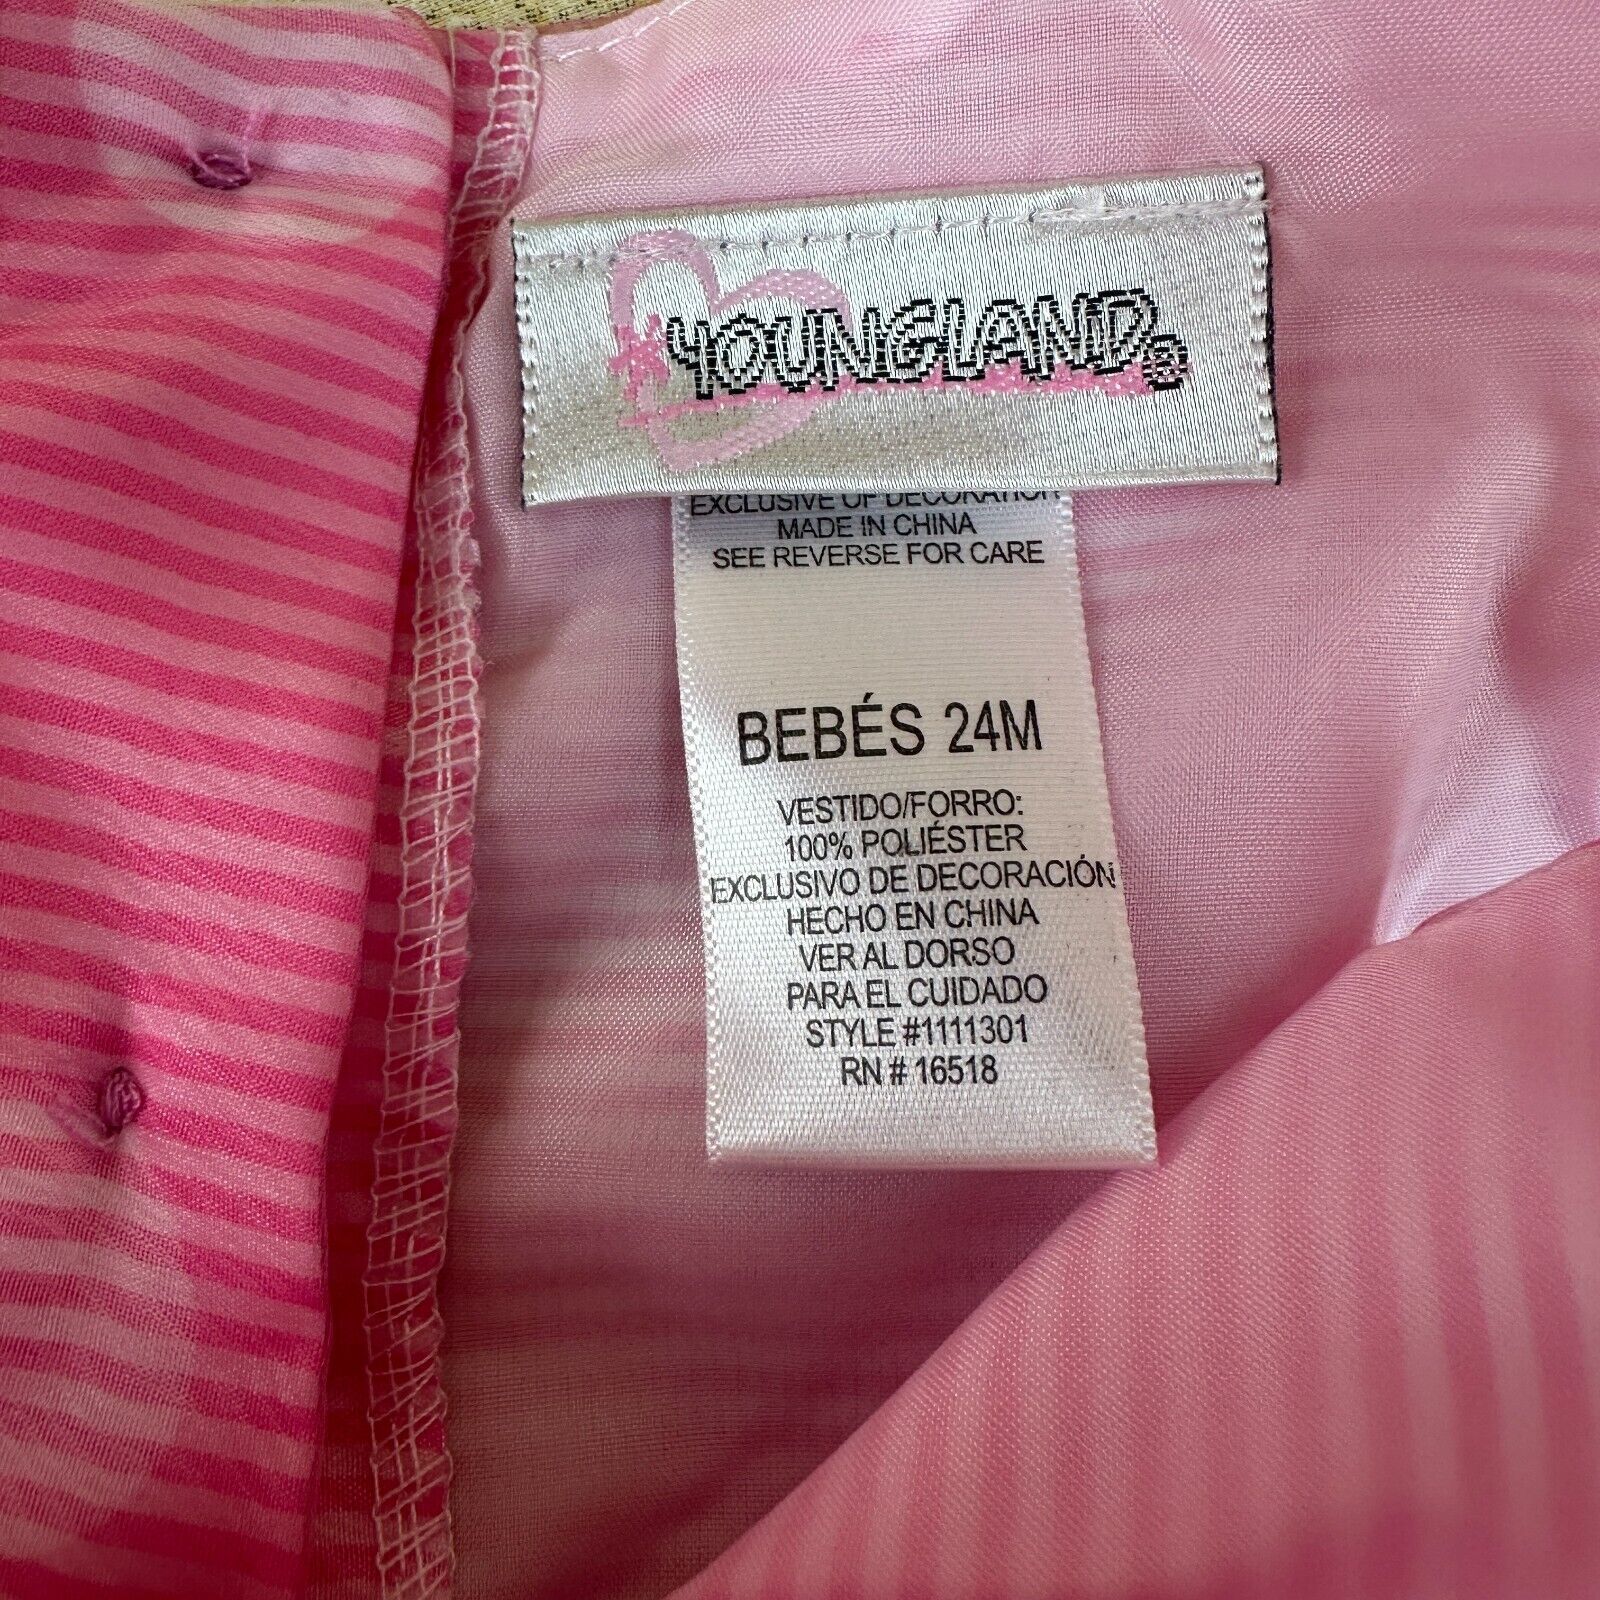 YOUNGLAND®
EXCLUSIVE OF DECORATION
MADE IN CHINA
SEE REVERSE FOR CARE
BEBÉS 24M
VESTIDO/FORRO:
100% POLIÉSTER
EXCLUSIVO DE DECORACIÓN
HECHO EN CHINA
VER AL DORSO
PARA EL CUIDADO
STYLE #1111301
RN # 16518